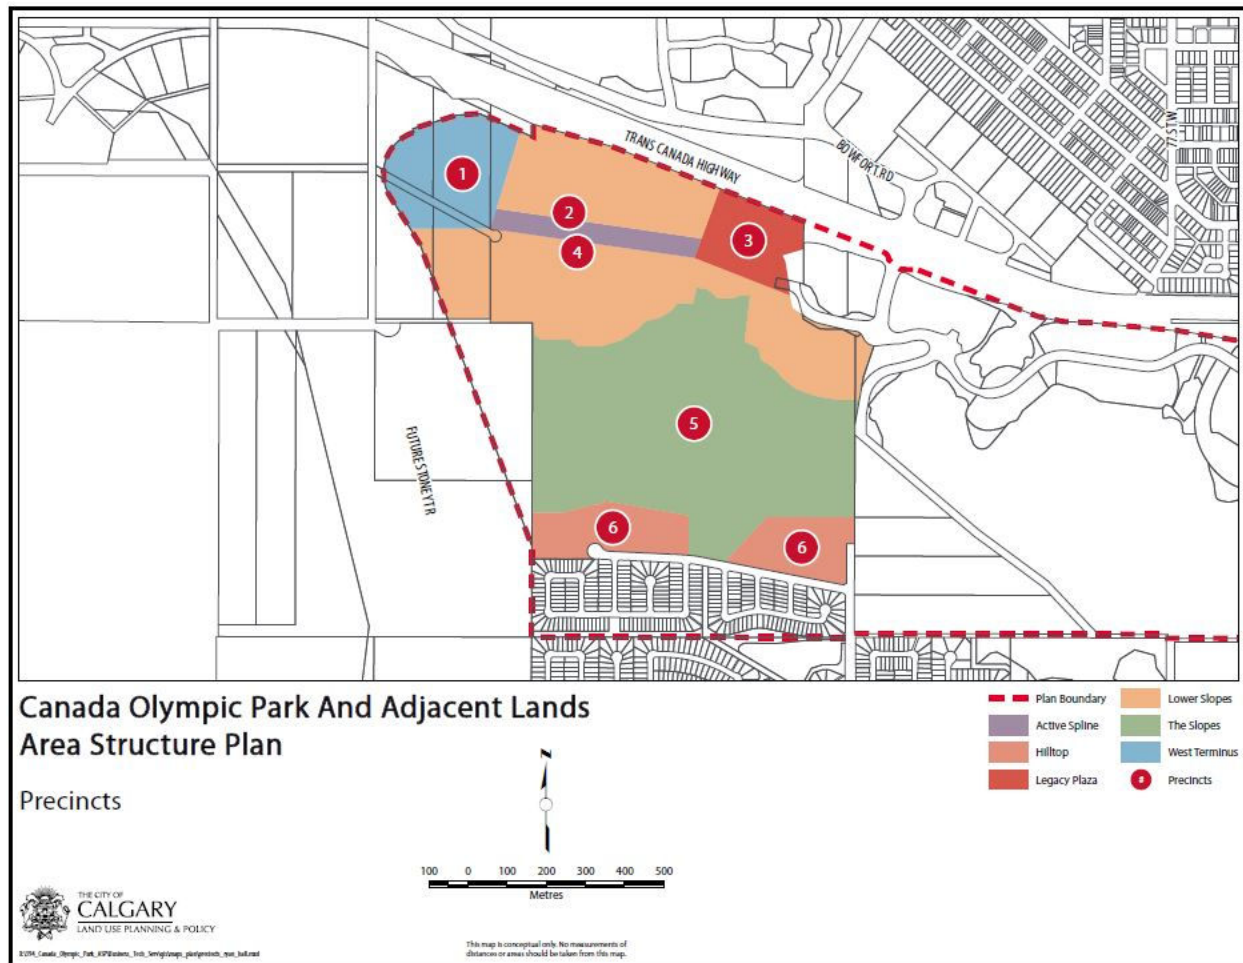 TRANS CANADA HIGHWAY
BOWFORT RD
77 ST W
1
2
3
4
5
6
6
FUTURE STONEY TR
Canada Olympic Park And Adjacent Lands
Area Structure Plan
Precincts
Plan Boundary
Active Spline
Hilltop
Legacy Plaza
Lower Slopes
The Slopes
West Terminus
# Precincts
N
100 0 100 200 300 400 500
Metres
THE CITY OF
CALGARY
LAND USE PLANNING & POLICY
This map is conceptual only. No measurements of
distances or areas should be taken from this map.